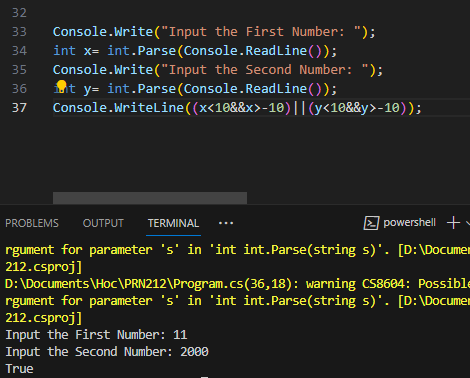 32
33 Console.Write("Input the First Number: ");
34 int x= int.Parse(Console.ReadLine());
35 Console.Write("Input the Second Number: ");
36 int y= int.Parse(Console.ReadLine());
37 Console.WriteLine((x<10&&x>-10)||(y<10&&y>-10));
PROBLEMS OUTPUT TERMINAL ··· powershell +
rgument for parameter 's' in 'int int.Parse(string s)'. [D:\Docume
212.csproj]
D:\Documents\Hoc\PRN212\Program.cs(36,18): warning CS8604: Possible
rgument for parameter 's' in 'int int.Parse(string s)'. [D:\Docume
212.csproj]
Input the First Number: 11
Input the Second Number: 2000
True